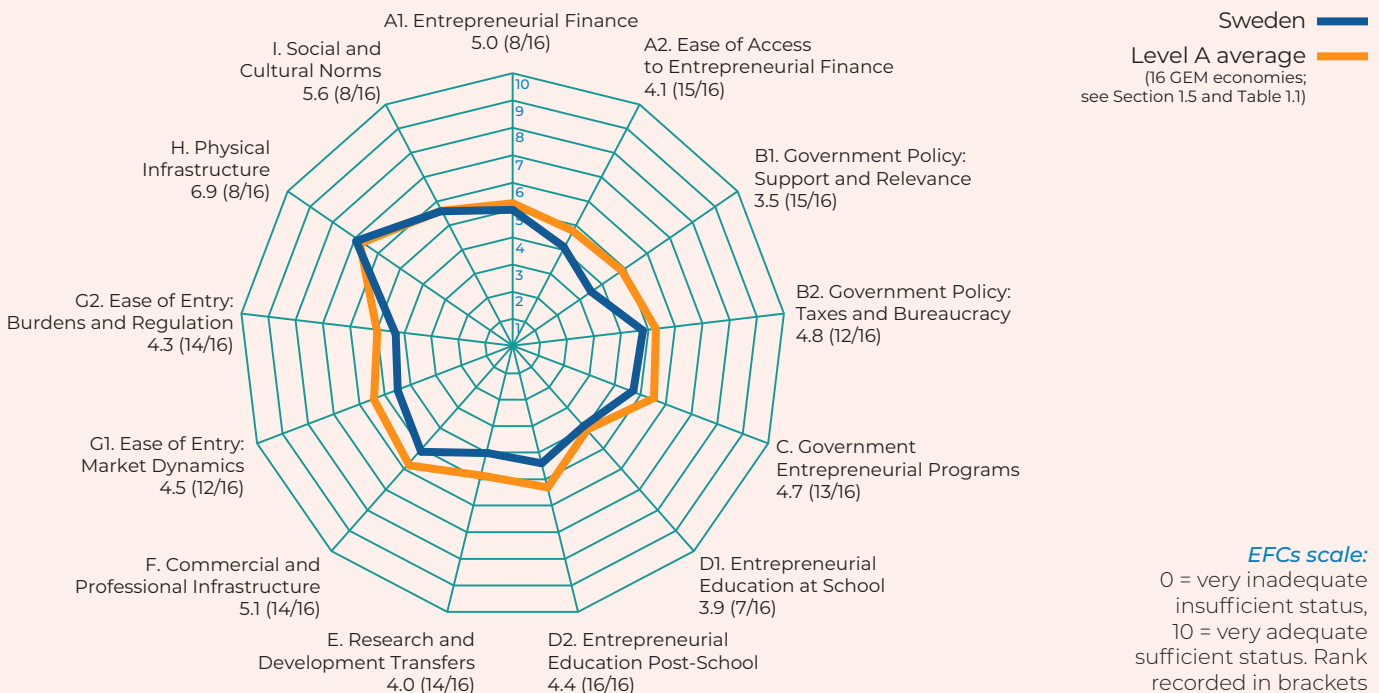 A1. Entrepreneurial Finance
5.0 (8/16)
A2. Ease of Access
to Entrepreneurial Finance
4.1 (15/16)
B1. Government Policy:
Support and Relevance
3.5 (15/16)
B2. Government Policy:
Taxes and Bureaucracy
4.8 (12/16)
C. Government
Entrepreneurial Programs
4.7 (13/16)
D1. Entrepreneurial
Education at School
3.9 (7/16)
D2. Entrepreneurial
Education Post-School
4.4 (16/16)
E. Research and
Development Transfers
4.0 (14/16)
F. Commercial and
Professional Infrastructure
5.1 (14/16)
G1. Ease of Entry:
Market Dynamics
4.5 (12/16)
G2. Ease of Entry:
Burdens and Regulation
4.3 (14/16)
H. Physical
Infrastructure
6.9 (8/16)
I. Social and
Cultural Norms
5.6 (8/16)
10
9
8
7
6
5
4
3
2
1
Sweden
Level A average
(16 GEM economies;
see Section 1.5 and Table 1.1)
EFCs scale:
0 = very inadequate
insufficient status,
10 = very adequate
sufficient status. Rank
recorded in brackets